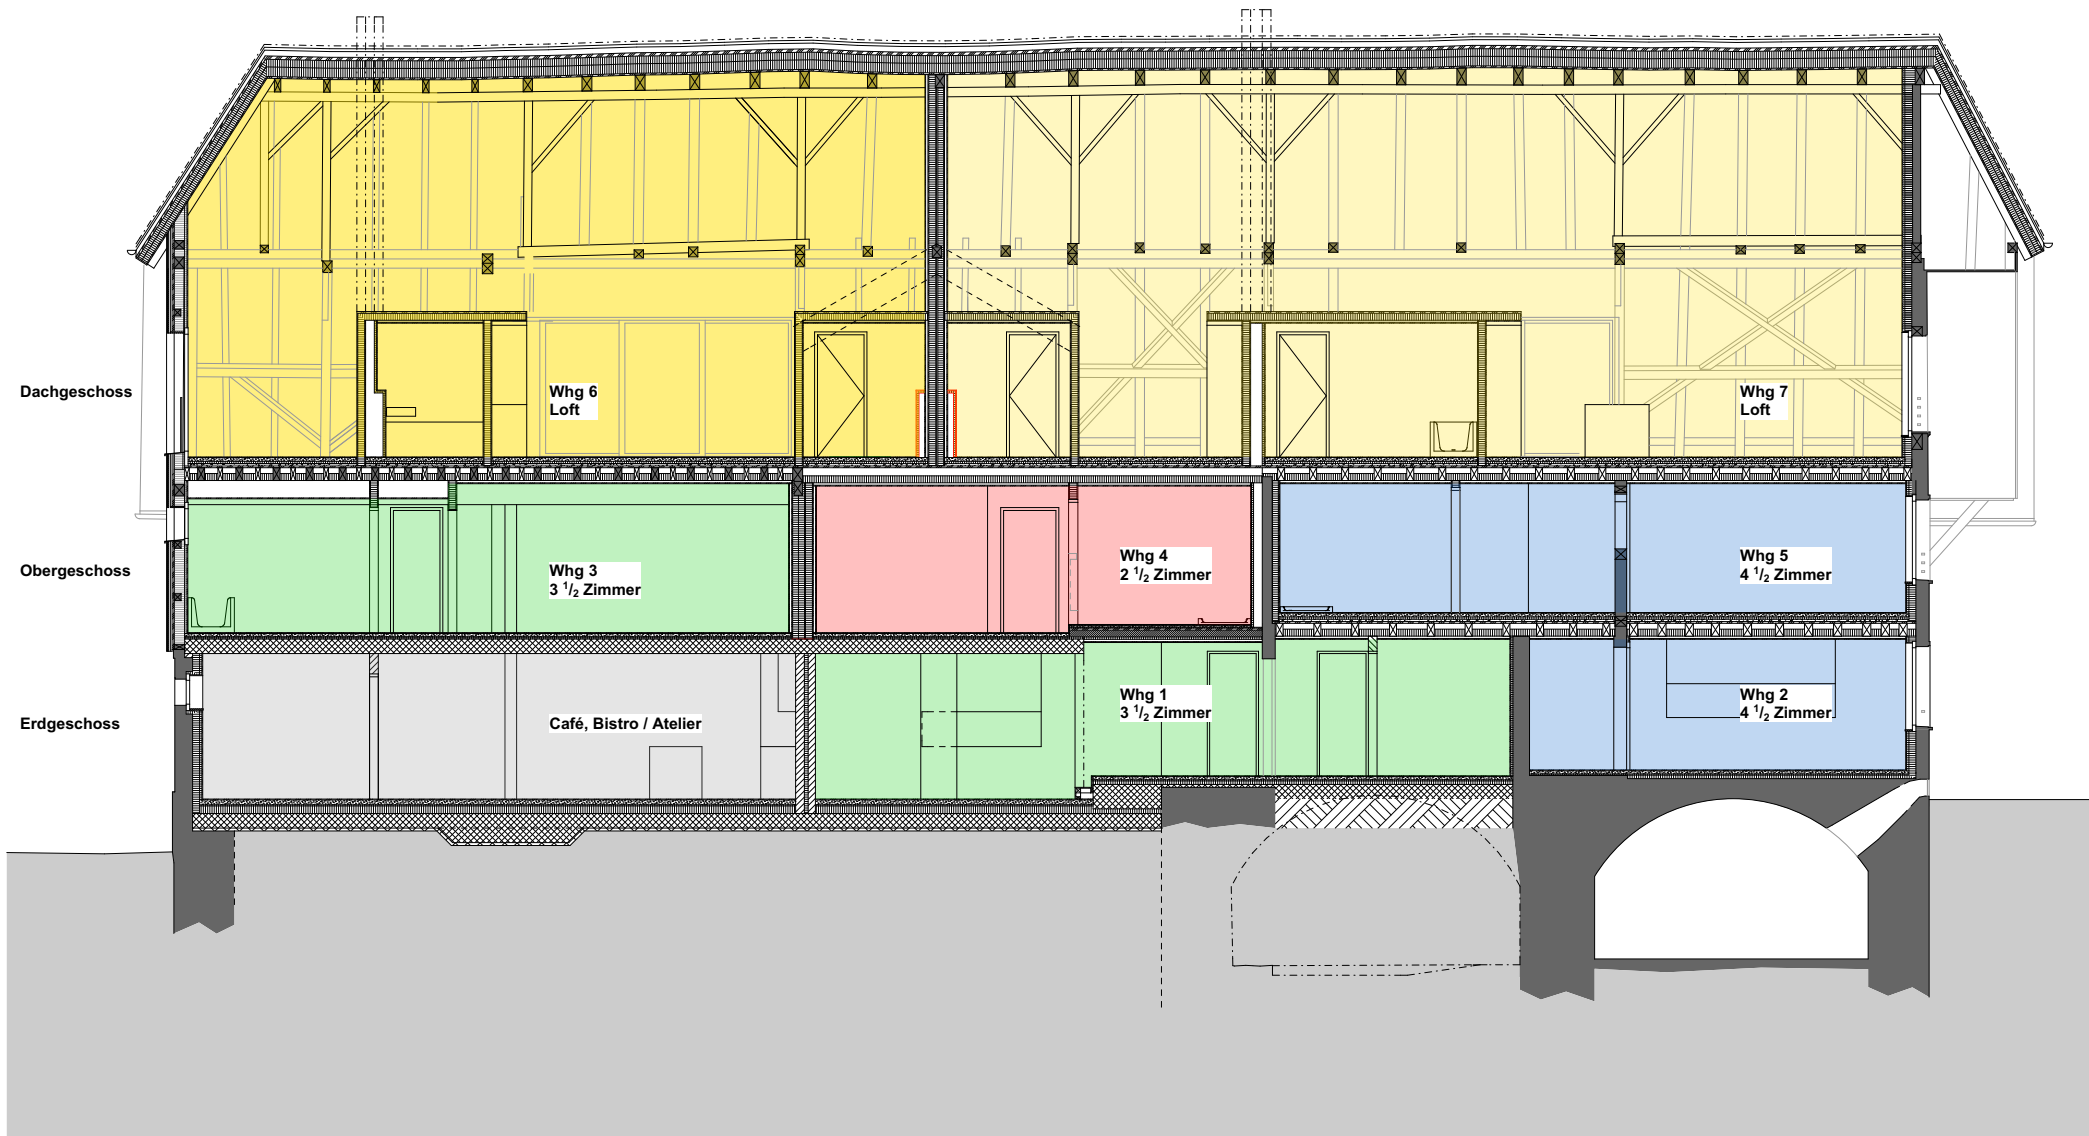 Dachgeschoss
Whg 6
Loft
Whg 7
Loft
Obergeschoss
Whg 3
3 1/2 Zimmer
Whg 4
2 1/2 Zimmer
Whg 5
4 1/2 Zimmer
Erdgeschoss
Café, Bistro / Atelier
Whg 1
3 1/2 Zimmer
Whg 2
4 1/2 Zimmer